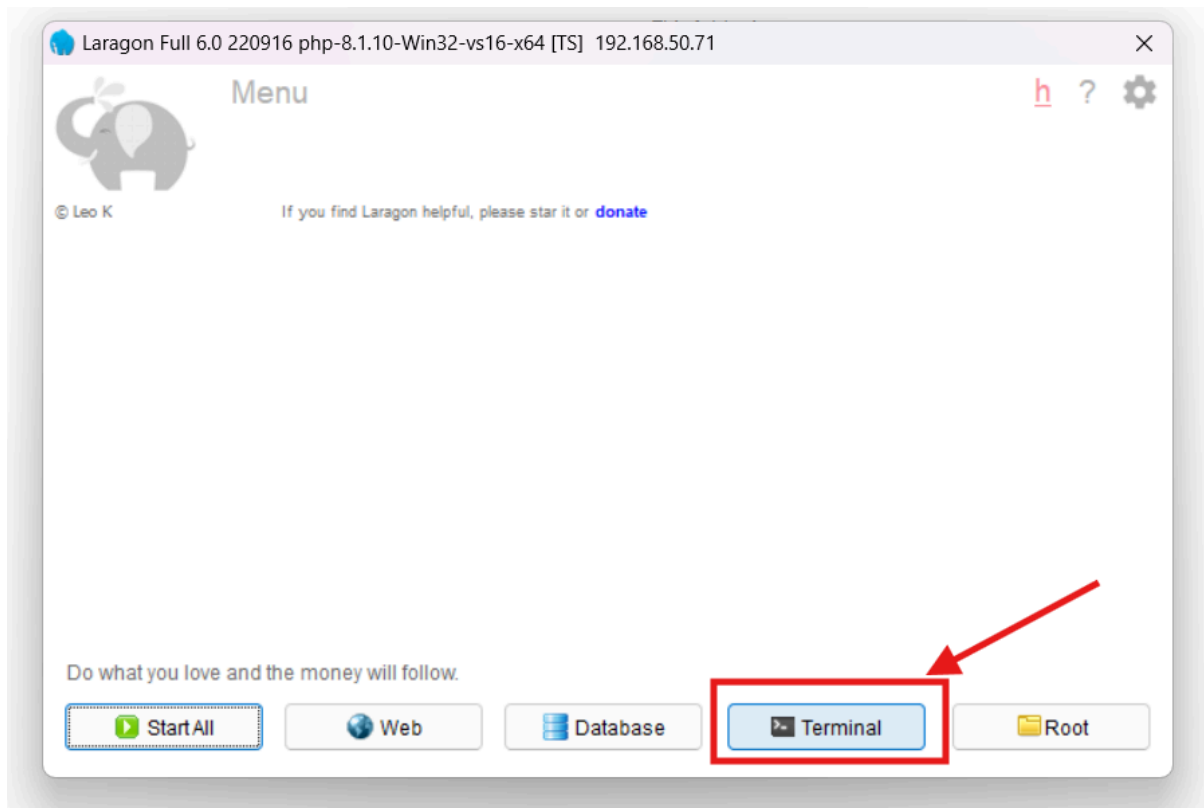 Laragon Full 6.0 220916 php-8.1.10-Win32-vs16-x64 [TS] 192.168.50.71
Menu
h ?
© Leo K If you find Laragon helpful, please star it or donate
Do what you love and the money will follow.
Start All Web Database Terminal Root